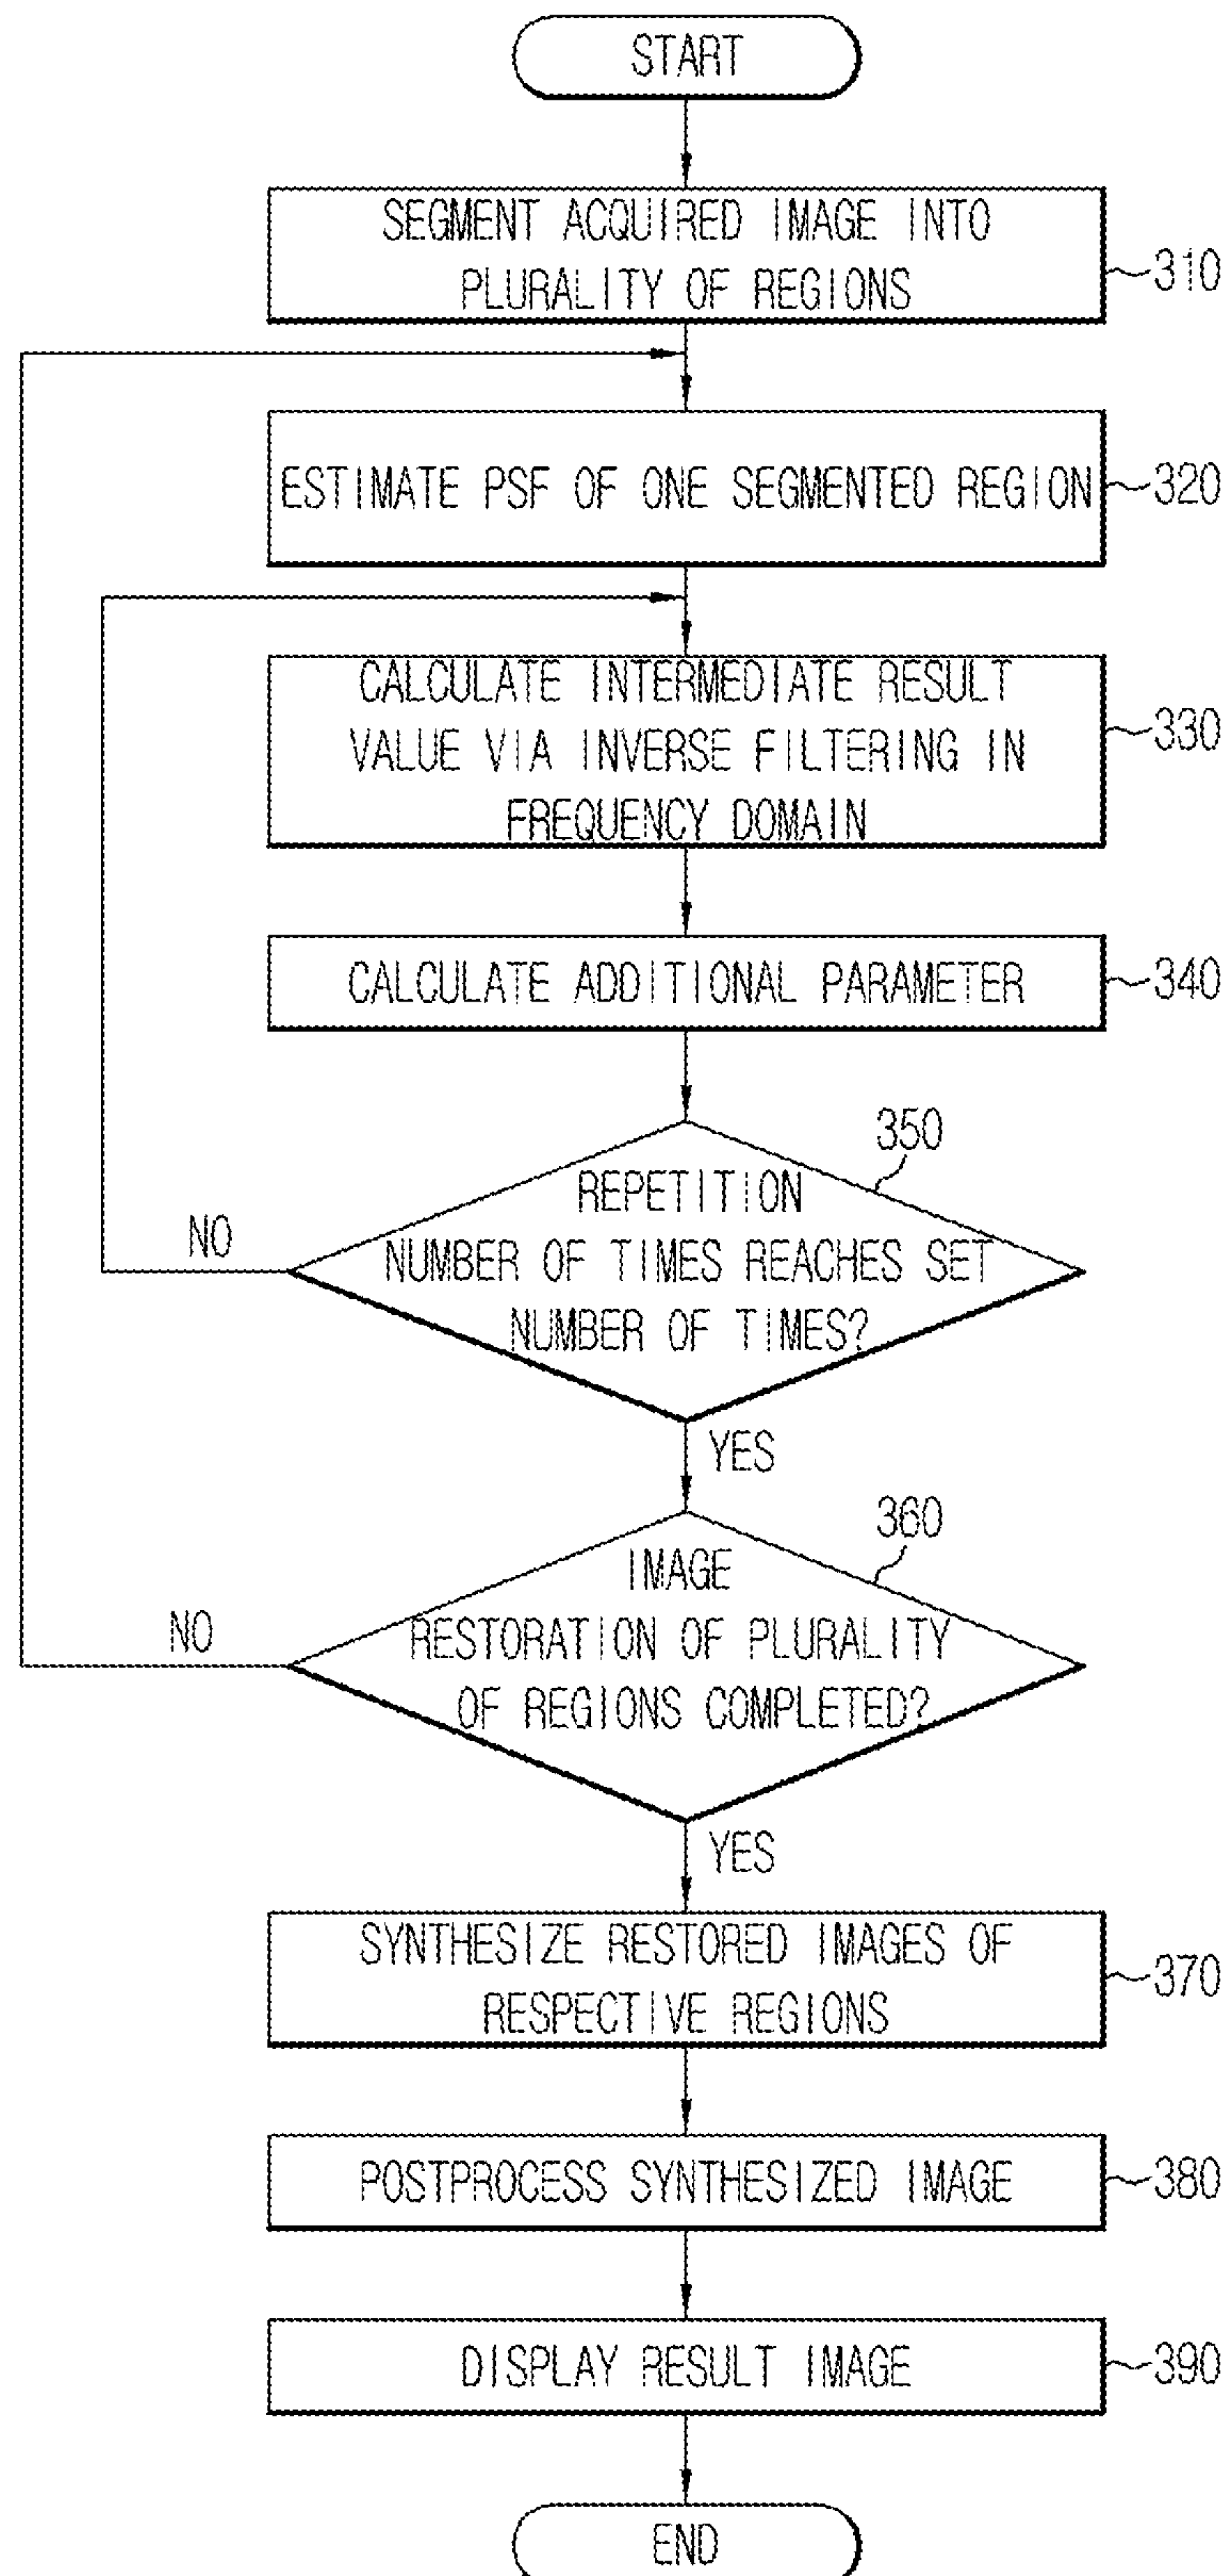 START
SEGMENT ACQUIRED IMAGE INTO
PLURALITY OF REGIONS
310
ESTIMATE PSF OF ONE SEGMENTED REGION
320
CALCULATE INTERMEDIATE RESULT
VALUE VIA INVERSE FILTERING IN
FREQUENCY DOMAIN
330
CALCULATE ADDITIONAL PARAMETER
340
350
REPETITION
NUMBER OF TIMES REACHES SET
NUMBER OF TIMES?
NO
YES
360
IMAGE
RESTORATION OF PLURALITY
OF REGIONS COMPLETED?
NO
YES
SYNTHESIZE RESTORED IMAGES OF
RESPECTIVE REGIONS
370
POSTPROCESS SYNTHESIZED IMAGE
380
DISPLAY RESULT IMAGE
390
END